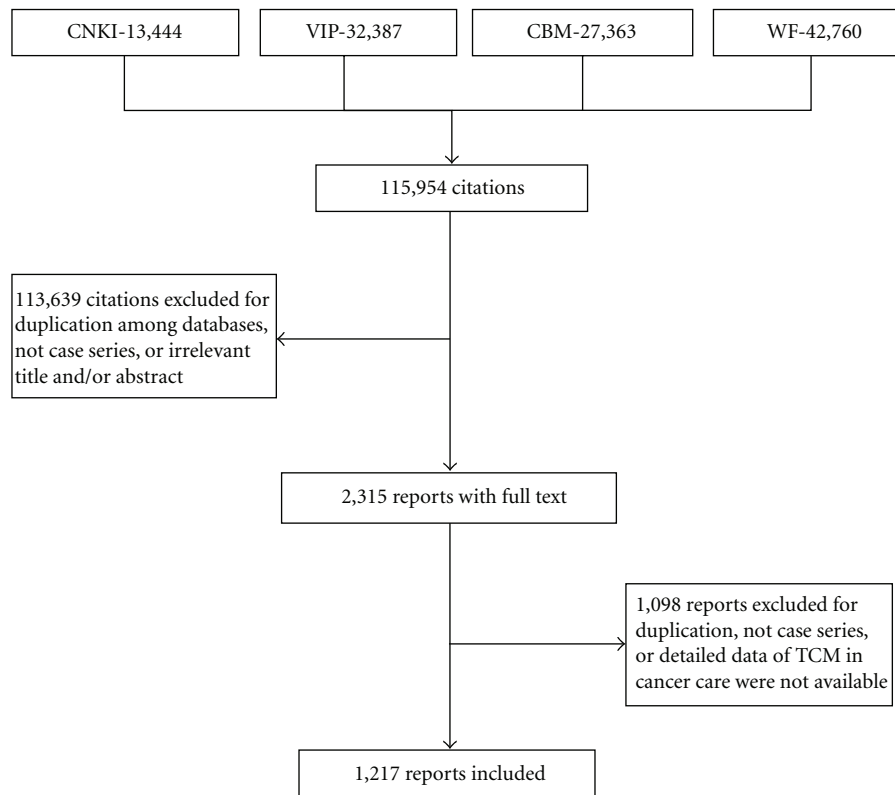 CNKI-13,444
VIP-32,387
CBM-27,363
WF-42,760
115,954 citations
113,639 citations excluded for
duplication among databases,
not case series, or irrelevant
title and/or abstract
2,315 reports with full text
1,098 reports excluded for
duplication, not case series,
or detailed data of TCM in
cancer care were not available
1,217 reports included